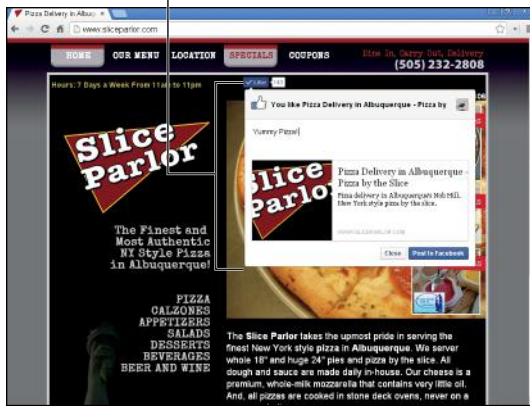 Pizza Delivery in Albuq
www.sliceparlor.com
HOME OUR MENU LOCATION SPECIALS COUPONS
Dine In, Carry Out, Delivery
(505) 232-2808
Hours: 7 Days a Week From 11am to 11pm
Like
You like Pizza Delivery in Albuquerque - Pizza by
Yummy Pizza!
Slice
Parlor
Pizza Delivery in Albuquerque -
Pizza by the Slice
Pizza delivery in Albuquerque's Nob Hill.
New York style pizza by the slice.
WWW.SLICEPARLOR.COM
Close Post to Facebook
The Finest and
Most Authentic
NY Style Pizza
in Albuquerque!
PIZZA
CALZONES
APPETIZERS
SALADS
DESSERTS
BEVERAGES
BEER AND WINE
The Slice Parlor takes the upmost pride in serving the
finest New York style pizza in Albuquerque. We server
whole 18" and huge 24" pies and pizza by the slice. All
dough and sauce are made daily in-house. Our cheese is a
premium, whole-milk mozzarella that contains very little oil.
And, all pizzas are cooked in stone deck ovens, never on a